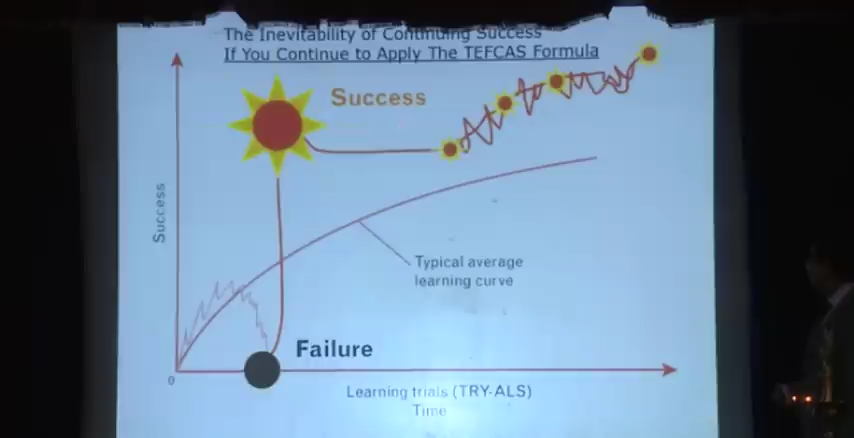 The Inevitability of Continuing Success
If You Continue to Apply The TEFCAS Formula
Success
Success
Typical average
learning curve
Failure
0
Learning trials (TRY-ALS)
Time